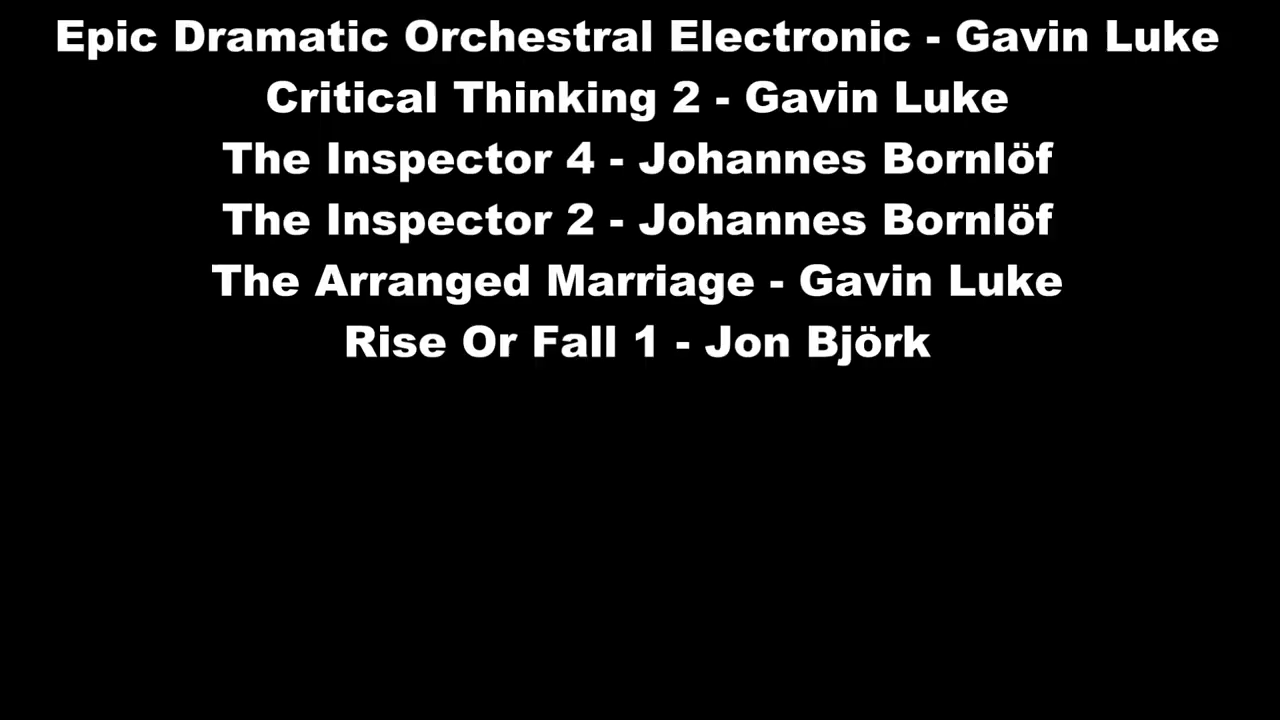 Epic Dramatic Orchestral Electronic - Gavin Luke
Critical Thinking 2 - Gavin Luke
The Inspector 4 - Johannes Bornlöf
The Inspector 2 - Johannes Bornlöf
The Arranged Marriage - Gavin Luke
Rise Or Fall 1 - Jon Björk